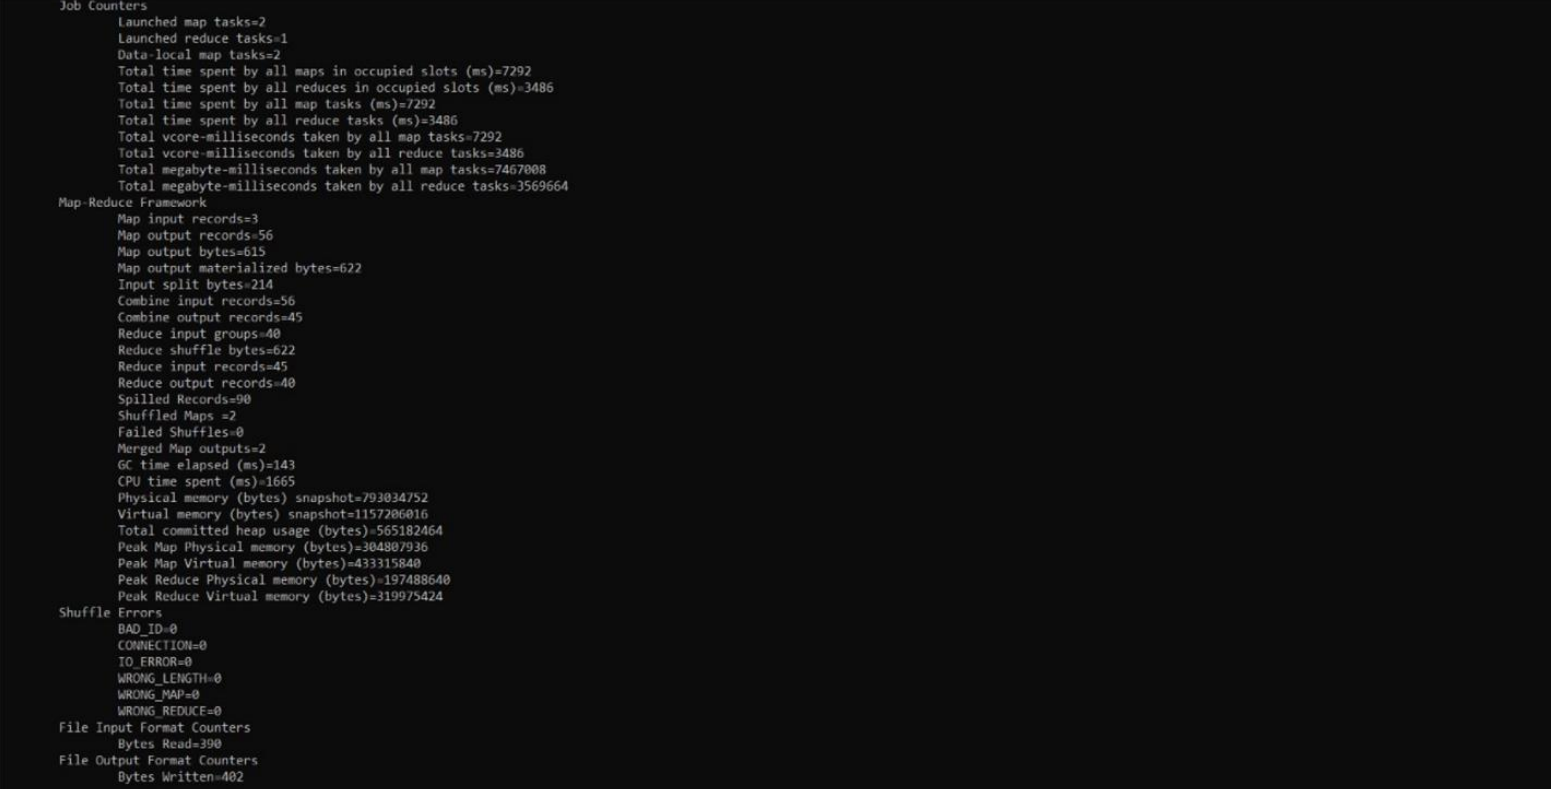 Job Counters
Launched map tasks=2
Launched reduce tasks=1
Data-local map tasks=2
Total time spent by all maps in occupied slots (ms)=7292
Total time spent by all reduces in occupied slots (ms)=3486
Total time spent by all map tasks (ms)=7292
Total time spent by all reduce tasks (ms)=3486
Total vcore-milliseconds taken by all map tasks=7292
Total vcore-milliseconds taken by all reduce tasks=3486
Total megabyte-milliseconds taken by all map tasks=7467008
Total megabyte-milliseconds taken by all reduce tasks=3569664
Map-Reduce Framework
Map input records=3
Map output records=56
Map output bytes=615
Map output materialized bytes=622
Input split bytes=214
Combine input records=56
Combine output records=45
Reduce input groups=40
Reduce shuffle bytes=622
Reduce input records=45
Reduce output records=40
Spilled Records=90
Shuffled Maps =2
Failed Shuffles=0
Merged Map outputs=2
GC time elapsed (ms)=143
CPU time spent (ms)=1665
Physical memory (bytes) snapshot=793034752
Virtual memory (bytes) snapshot=1157206016
Total committed heap usage (bytes)=565182464
Peak Map Physical memory (bytes)=304807936
Peak Map Virtual memory (bytes)=433315840
Peak Reduce Physical memory (bytes)=197488640
Peak Reduce Virtual memory (bytes)=319975424
Shuffle Errors
BAD_ID=0
CONNECTION=0
IO_ERROR=0
WRONG_LENGTH=0
WRONG_MAP=0
WRONG_REDUCE=0
File Input Format Counters
Bytes Read=390
File Output Format Counters
Bytes Written=402